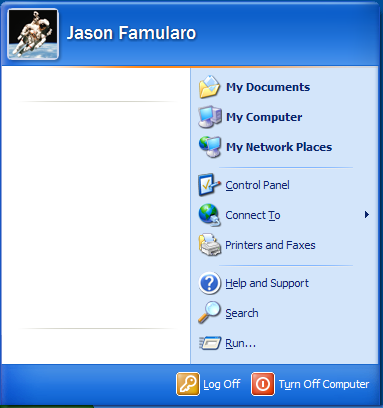 Jason Famularo
My Documents
My Computer
My Network Places
Control Panel
Connect To
Printers and Faxes
Help and Support
Search
Run...
Log Off
Turn Off Computer